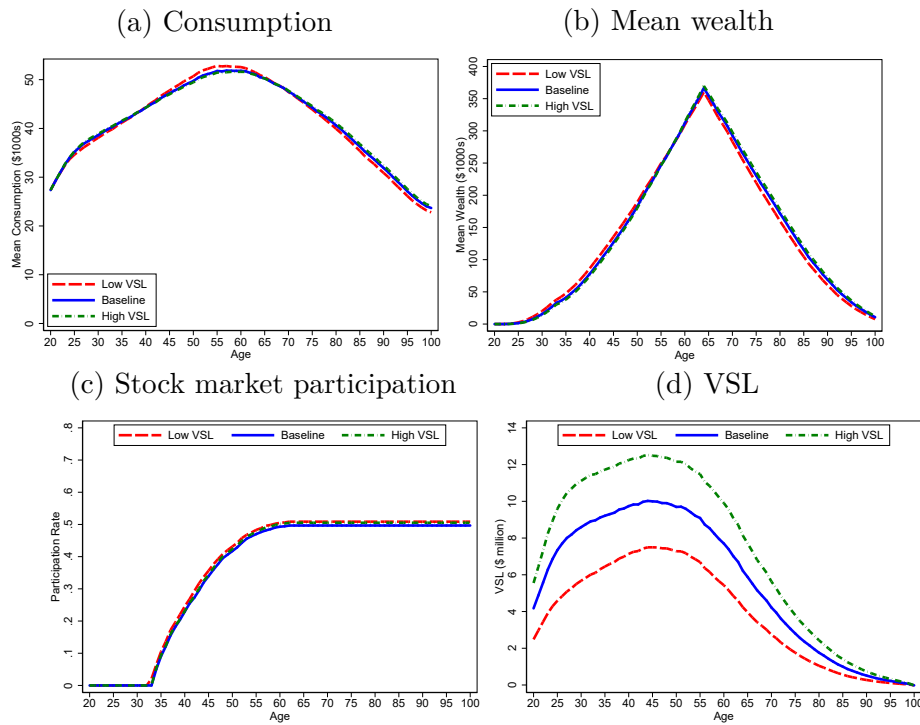 (a) Consumption
Mean Consumption ($1000s)
0 10 20 30 40 50
Low VSL
Baseline
High VSL
20 25 30 35 40 45 50 55 60 65 70 75 80 85 90 95 100
Age
(b) Mean wealth
Mean Wealth ($1000s)
0 50 100 150 200 250 300 350 400
Low VSL
Baseline
High VSL
20 25 30 35 40 45 50 55 60 65 70 75 80 85 90 95 100
Age
(c) Stock market participation
Participation Rate
0 .1 .2 .3 .4 .5 .6 .7 .8
Low VSL Baseline High VSL
20 25 30 35 40 45 50 55 60 65 70 75 80 85 90 95 100
Age
(d) VSL
VSL ($ million)
0 2 4 6 8 10 12 14
Low VSL Baseline High VSL
20 25 30 35 40 45 50 55 60 65 70 75 80 85 90 95 100
Age